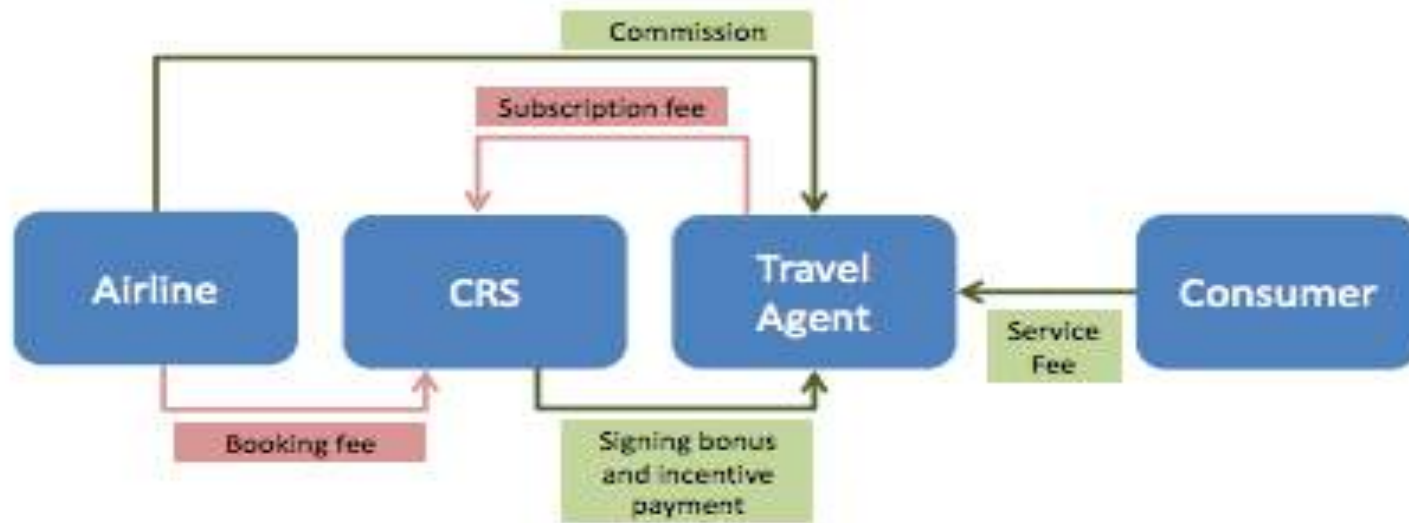 Commission
Subscription fee
Airline
CRS
Travel
Agent
Consumer
Service
Fee
Booking fee
Signing bonus
and incentive
payment